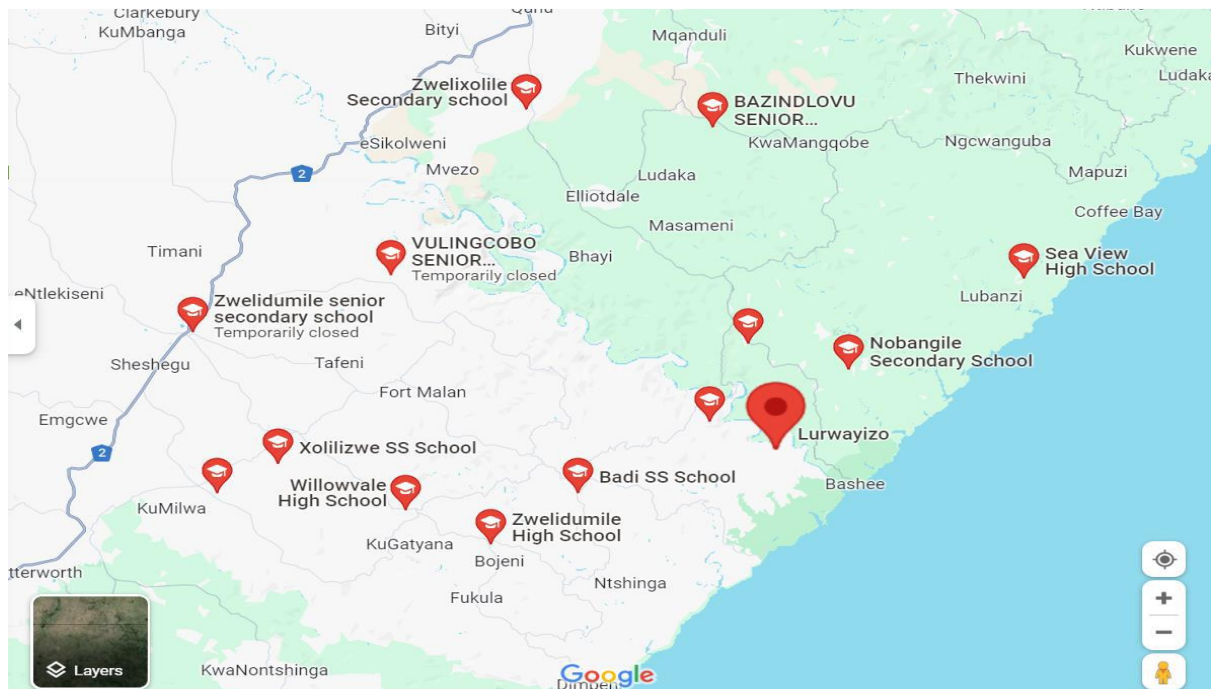 Clarkebury
KuMbanga
Bityi
Mqanduli
Kukwene
Thekwini
Ludaka
Zwelixolile
Secondary school
BAZINDLOVU
SENIOR...
KwaMangqobe
Ngcwanguba
eSikolweni
Mvezo
Ludaka
Mapuzi
2
Elliotdale
Masameni
Coffee Bay
Timani
VULINGCOBO
SENIOR...
Temporarily closed
Bhayi
Sea View
High School
eNtlekiseni
Lubanzi
Zwelidumile senior
secondary school
Temporarily closed
Nobangile
Secondary School
Sheshegu
Tafeni
Fort Malan
Emgcwe
Lurwayizo
2
Xolilizwe SS School
Badi SS School
Bashee
Willowvale
High School
KuMilwa
Zwelidumile
High School
KuGatyana
Bojeni
tterworth
Ntshinga
Fukula
Layers
KwaNontshinga
Google